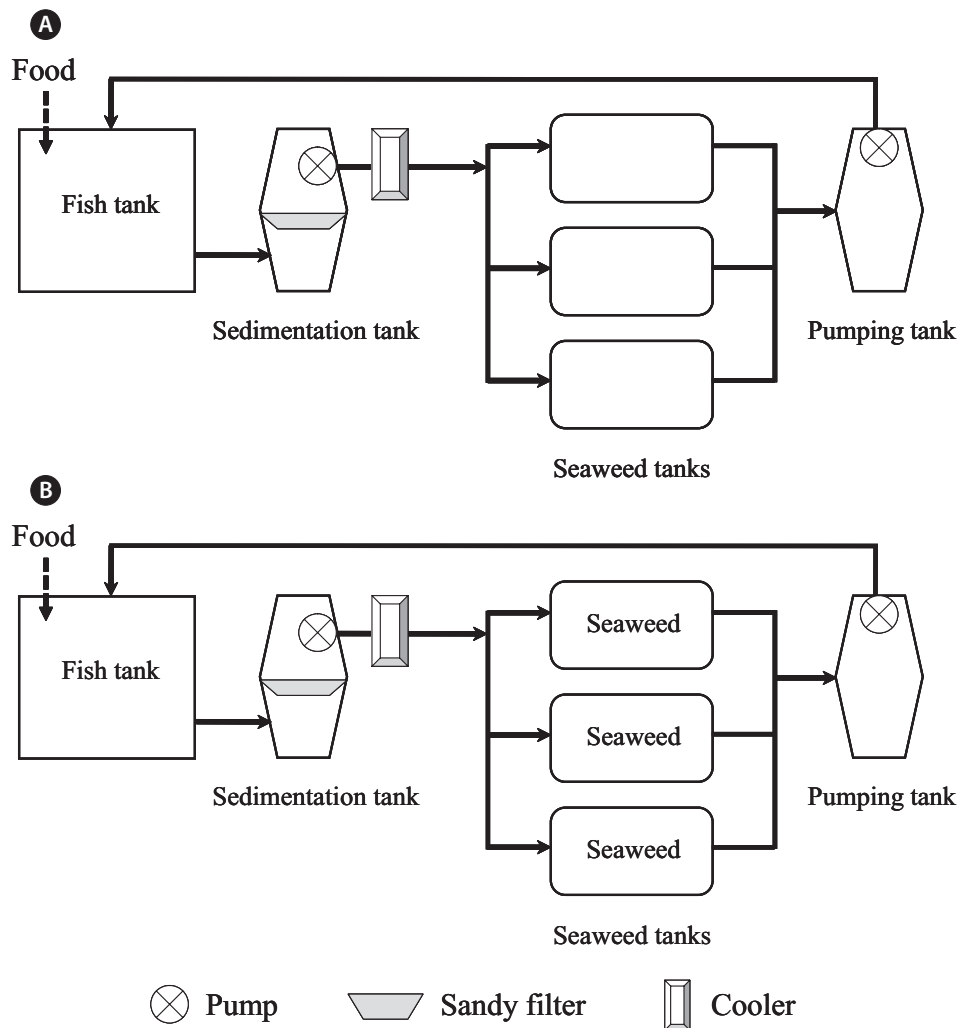 A
Food
Fish tank
Sedimentation tank
Pumping tank
Seaweed tanks
B
Food
Seaweed
Fish tank
Seaweed
Sedimentation tank
Pumping tank
Seaweed
Seaweed tanks
Pump
Sandy filter
Cooler